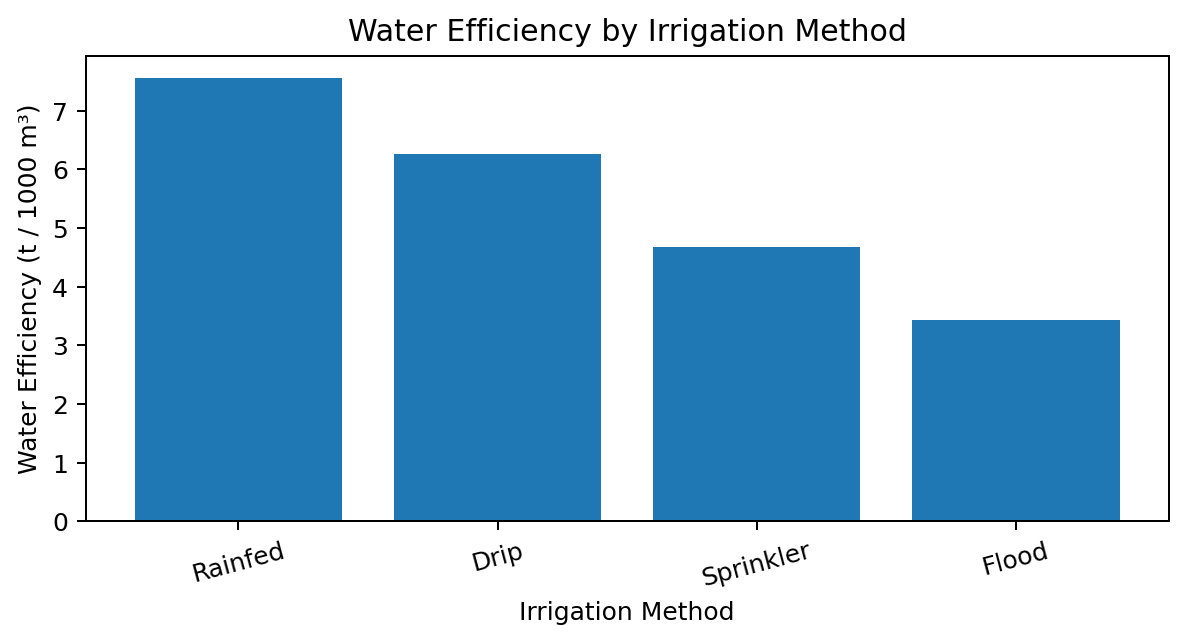 Water Efficiency by Irrigation Method
Water Efficiency (t / 1000 m³)
7
6
5
4
3
2
1
0
Rainfed
Drip
Sprinkler
Flood
Irrigation Method